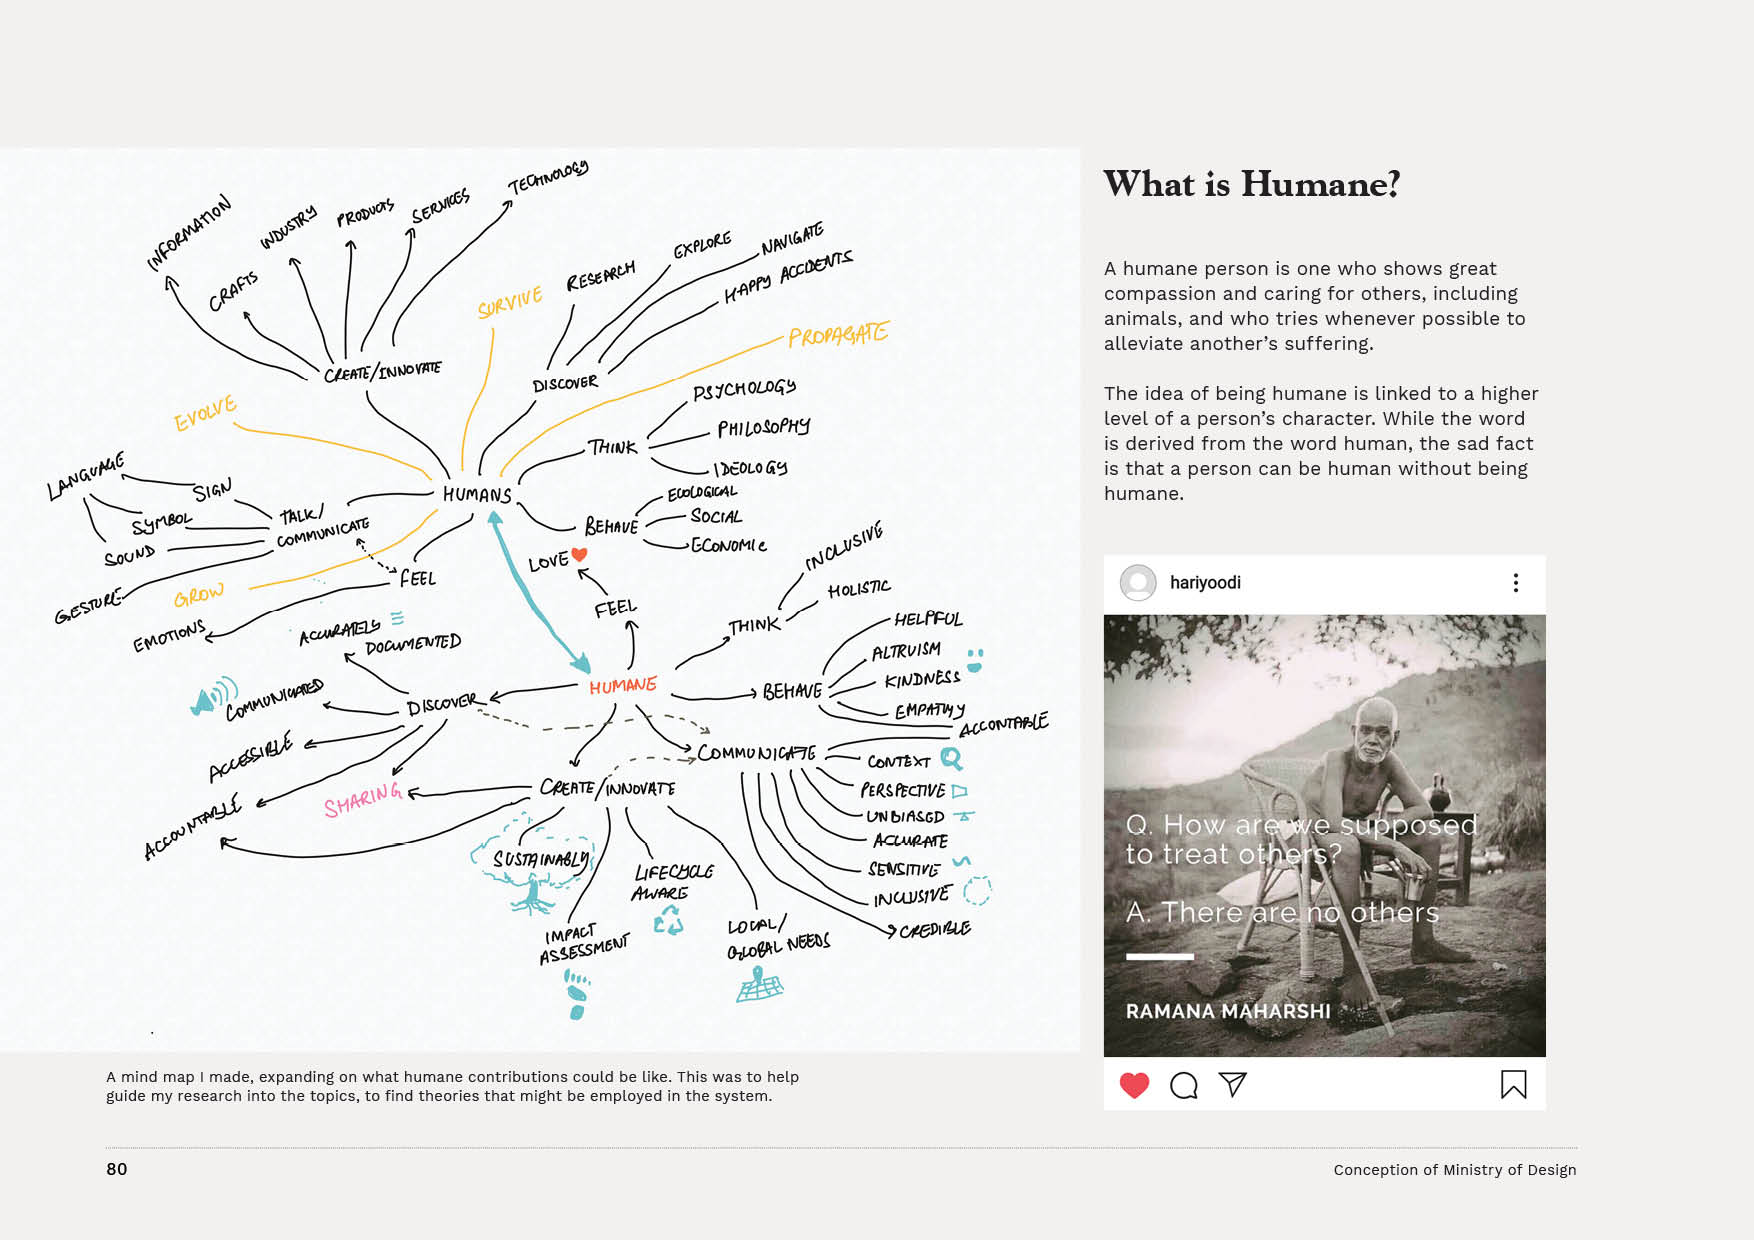 INFORMATION
CRAFTS
INDUSTRY
PRODUCTS
SERVICES
TECHNOLOGY
CREATE/INNOVATE
SURVIVE
RESEARCH
EXPLORE
NAVIGATE
HAPPY ACCIDENTS
DISCOVER
PROPAGATE
EVOLVE
PSYCHOLOGY
THINK
PHILOSOPHY
IDEOLOGY
HUMANS
ECOLOGICAL
BEHAVE
SOCIAL
ECONOMIC
LANGUAGE
SIGN
SYMBOL
SOUND
TALK/
COMMUNICATE
GESTURE
GROW
FEEL
EMOTIONS
LOVE
FEEL
INCLUSIVE
THINK
HOLISTIC
ACCURATELY
DOCUMENTED
HUMANE
HELPFUL
ALTRUISM
BEHAVE
KINDNESS
EMPATHY
ACCONTABLE
COMMUNICATED
DISCOVER
ACCESSIBLE
ACCOUNTABLE
SHARING
CREATE/INNOVATE
COMMUNICATE
CONTEXT
PERSPECTIVE
UNBIASED
ACCURATE
SENSITIVE
INCLUSIVE
CREDIBLE
SUSTAINABLY
LIFECYCLE
AWARE
IMPACT
ASSESSMENT
LOCAL/
GLOBAL NEEDS
A mind map I made, expanding on what humane contributions could be like. This was to help
guide my research into the topics, to find theories that might be employed in the system.
What is Humane?
A humane person is one who shows great
compassion and caring for others, including
animals, and who tries whenever possible to
alleviate another’s suffering.
The idea of being humane is linked to a higher
level of a person’s character. While the word
is derived from the word human, the sad fact
is that a person can be human without being
humane.
hariyoodi
Q. How are we supposed
to treat others?
A. There are no others
RAMANA MAHARSHI
80
Conception of Ministry of Design